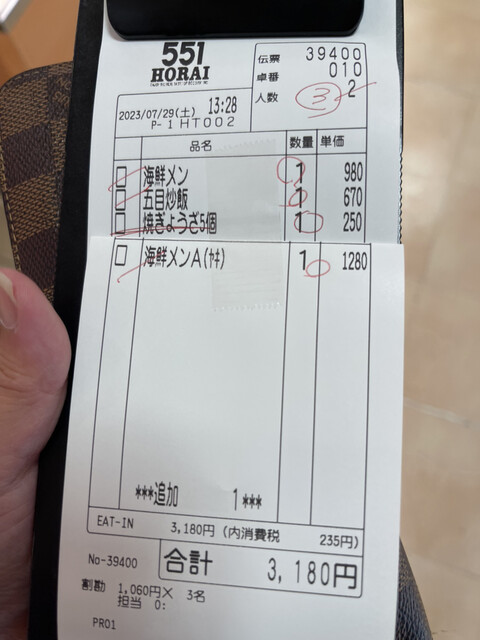 551
HORAI
伝票 39400
卓番 010
人数 2
3
2023/07/29(土) 13:28
P-1HT002
品名 数量 単価
海鮮メン 1 980
五目炒飯 1 670
焼ぎょうざ5個 1 250
海鮮メンA(ﾔｷ) 1 1280
***追加 1***
EAT-IN 3,180円 (内消費税 235円)
No-39400 合計 3,180円
割勘 1,060円× 3名
担当 0:
PR01